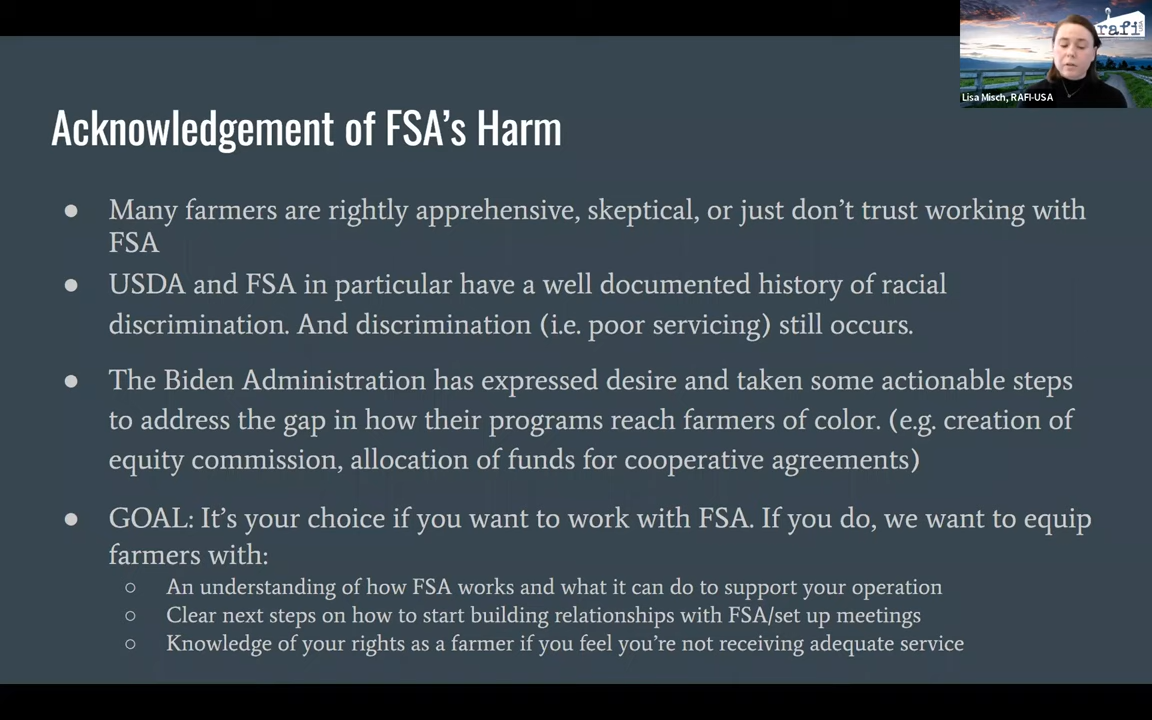 rafi
Lisa Misch, RAFI-USA
Acknowledgement of FSA's Harm
● Many farmers are rightly apprehensive, skeptical, or just don't trust working with
FSA
● USDA and FSA in particular have a well documented history of racial
discrimination. And discrimination (i.e. poor servicing) still occurs.
● The Biden Administration has expressed desire and taken some actionable steps
to address the gap in how their programs reach farmers of color. (e.g. creation of
equity commission, allocation of funds for cooperative agreements)
● GOAL: It's your choice if you want to work with FSA. If you do, we want to equip
farmers with:
○ An understanding of how FSA works and what it can do to support your operation
○ Clear next steps on how to start building relationships with FSA/set up meetings
○ Knowledge of your rights as a farmer if you feel you're not receiving adequate service